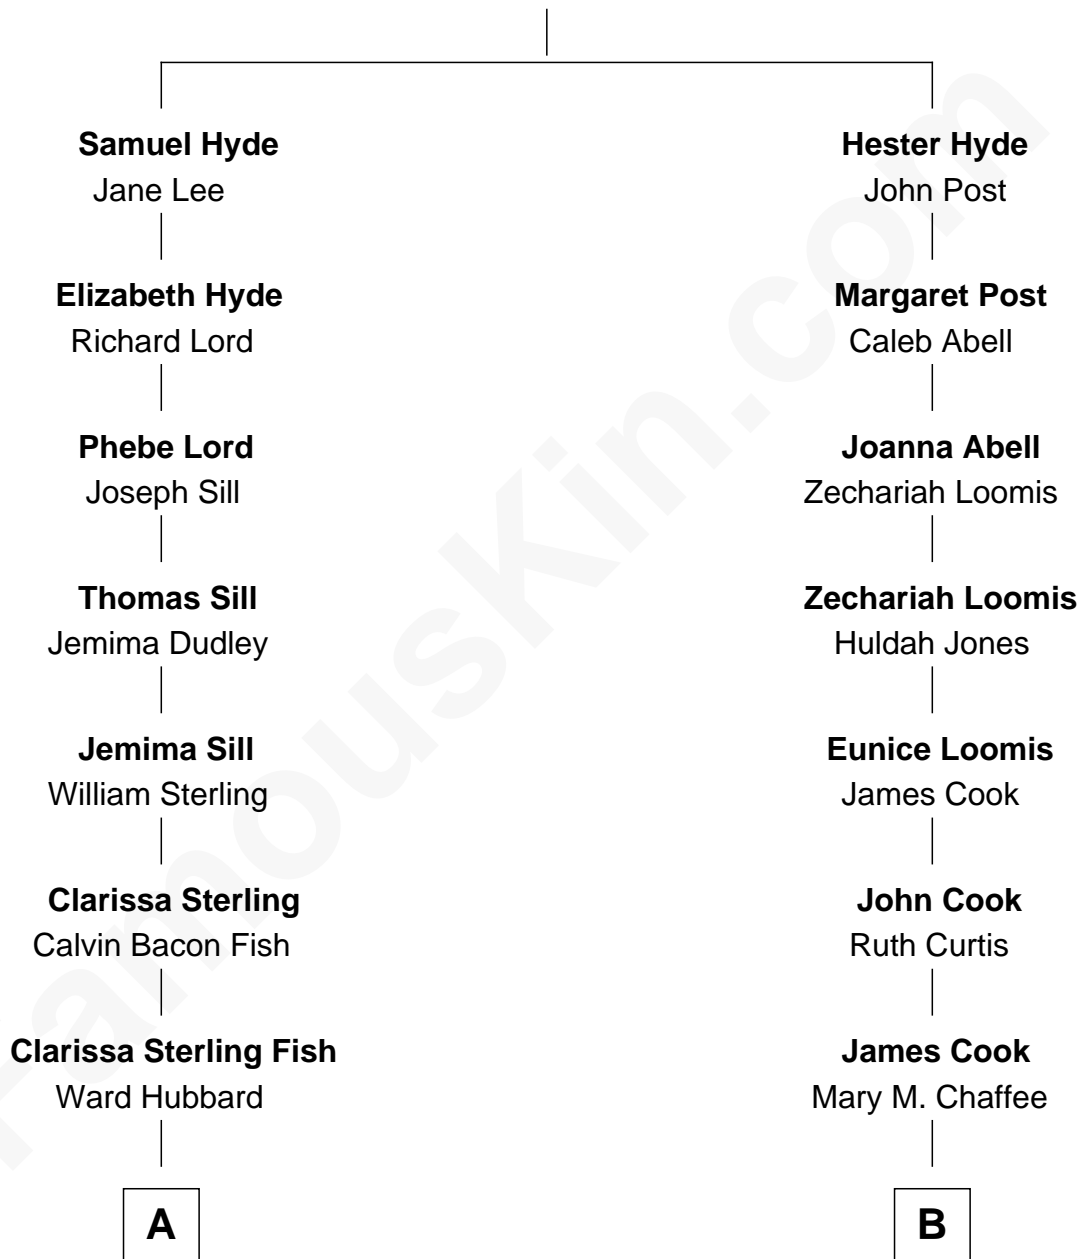 Samuel Hyde
Jane Lee
Hester Hyde
John Post
Elizabeth Hyde
Richard Lord
Margaret Post
Caleb Abell
Phebe Lord
Joseph Sill
Joanna Abell
Zechariah Loomis
Thomas Sill
Jemima Dudley
Zechariah Loomis
Huldah Jones
Jemima Sill
William Sterling
Eunice Loomis
James Cook
Clarissa Sterling
Calvin Bacon Fish
John Cook
Ruth Curtis
Clarissa Sterling Fish
Ward Hubbard
James Cook
Mary M. Chaffee
A
B
FamousKin.com